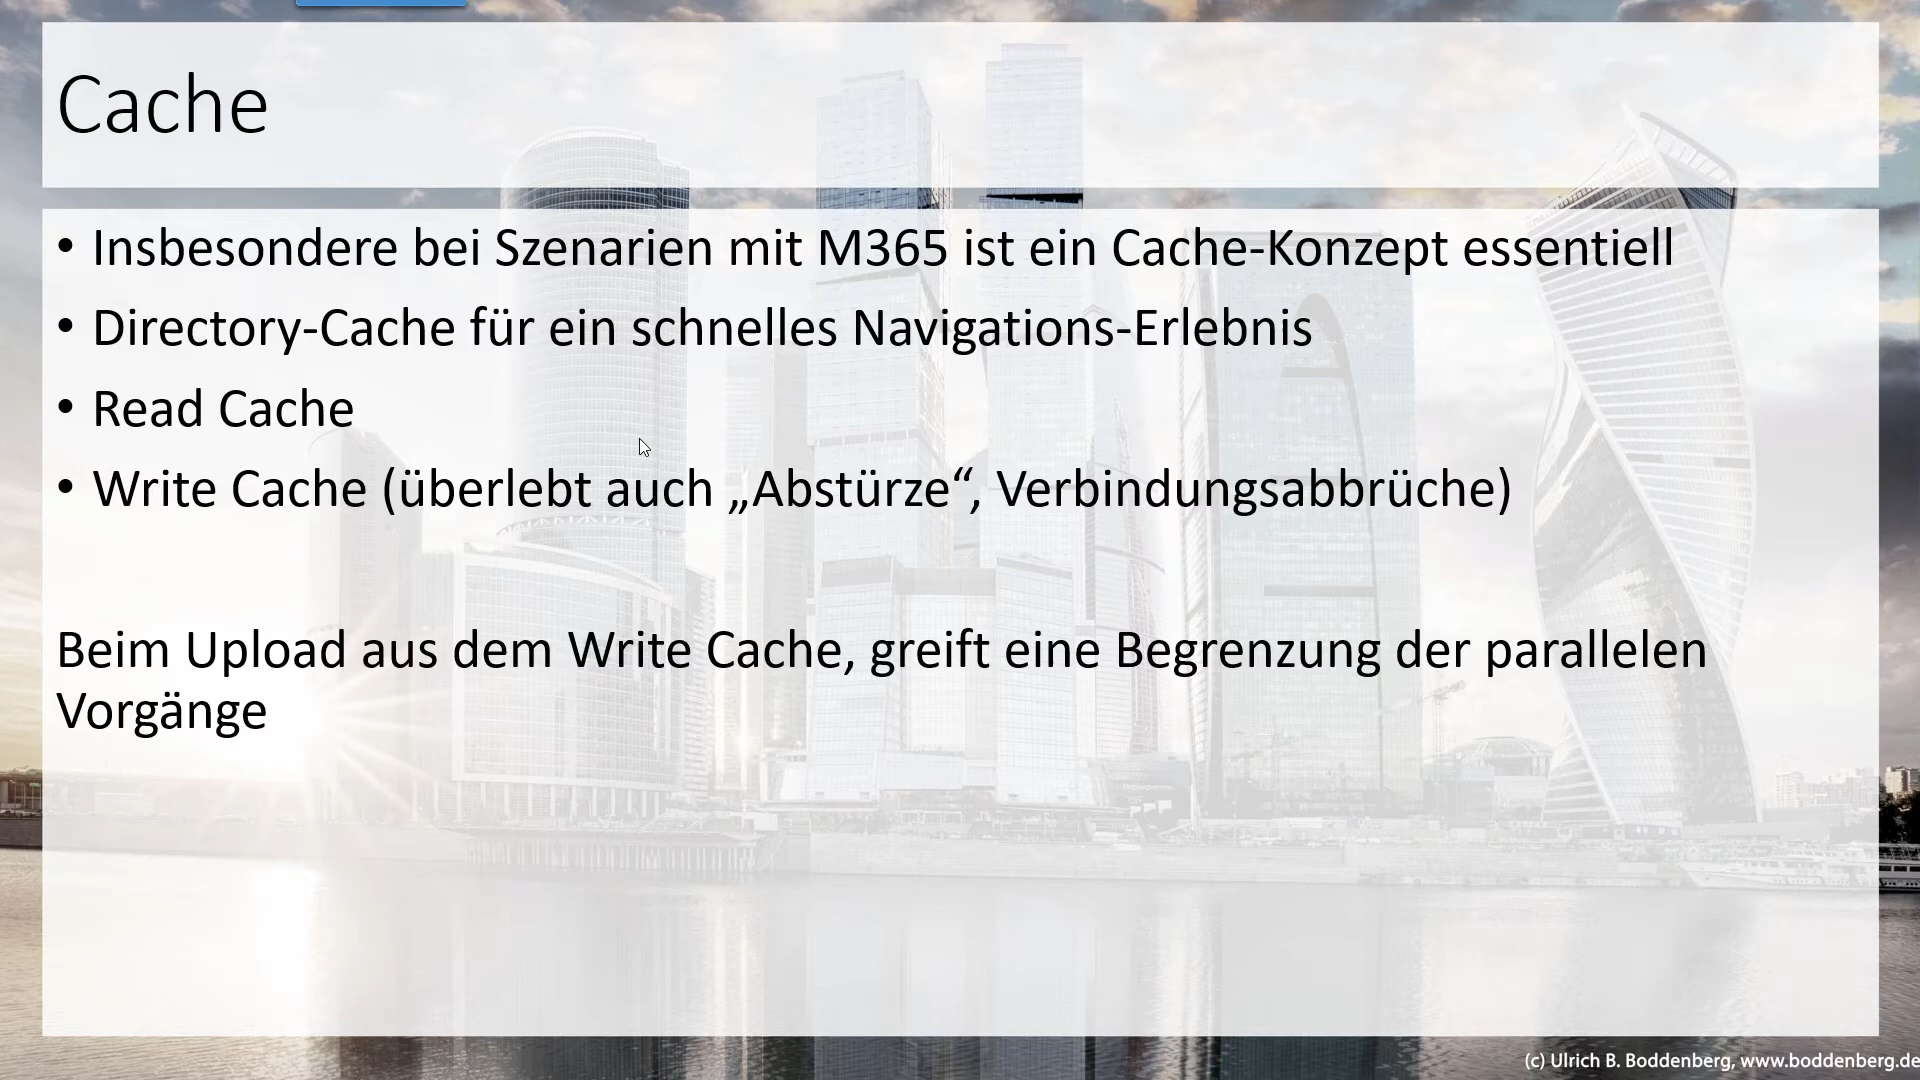 Cache
• Insbesondere bei Szenarien mit M365 ist ein Cache-Konzept essentiell
• Directory-Cache für ein schnelles Navigations-Erlebnis
• Read Cache
• Write Cache (überlebt auch „Abstürze“, Verbindungsabbrüche)
Beim Upload aus dem Write Cache, greift eine Begrenzung der parallelen
Vorgänge
(c) Ulrich B. Boddenberg, www.boddenberg.de